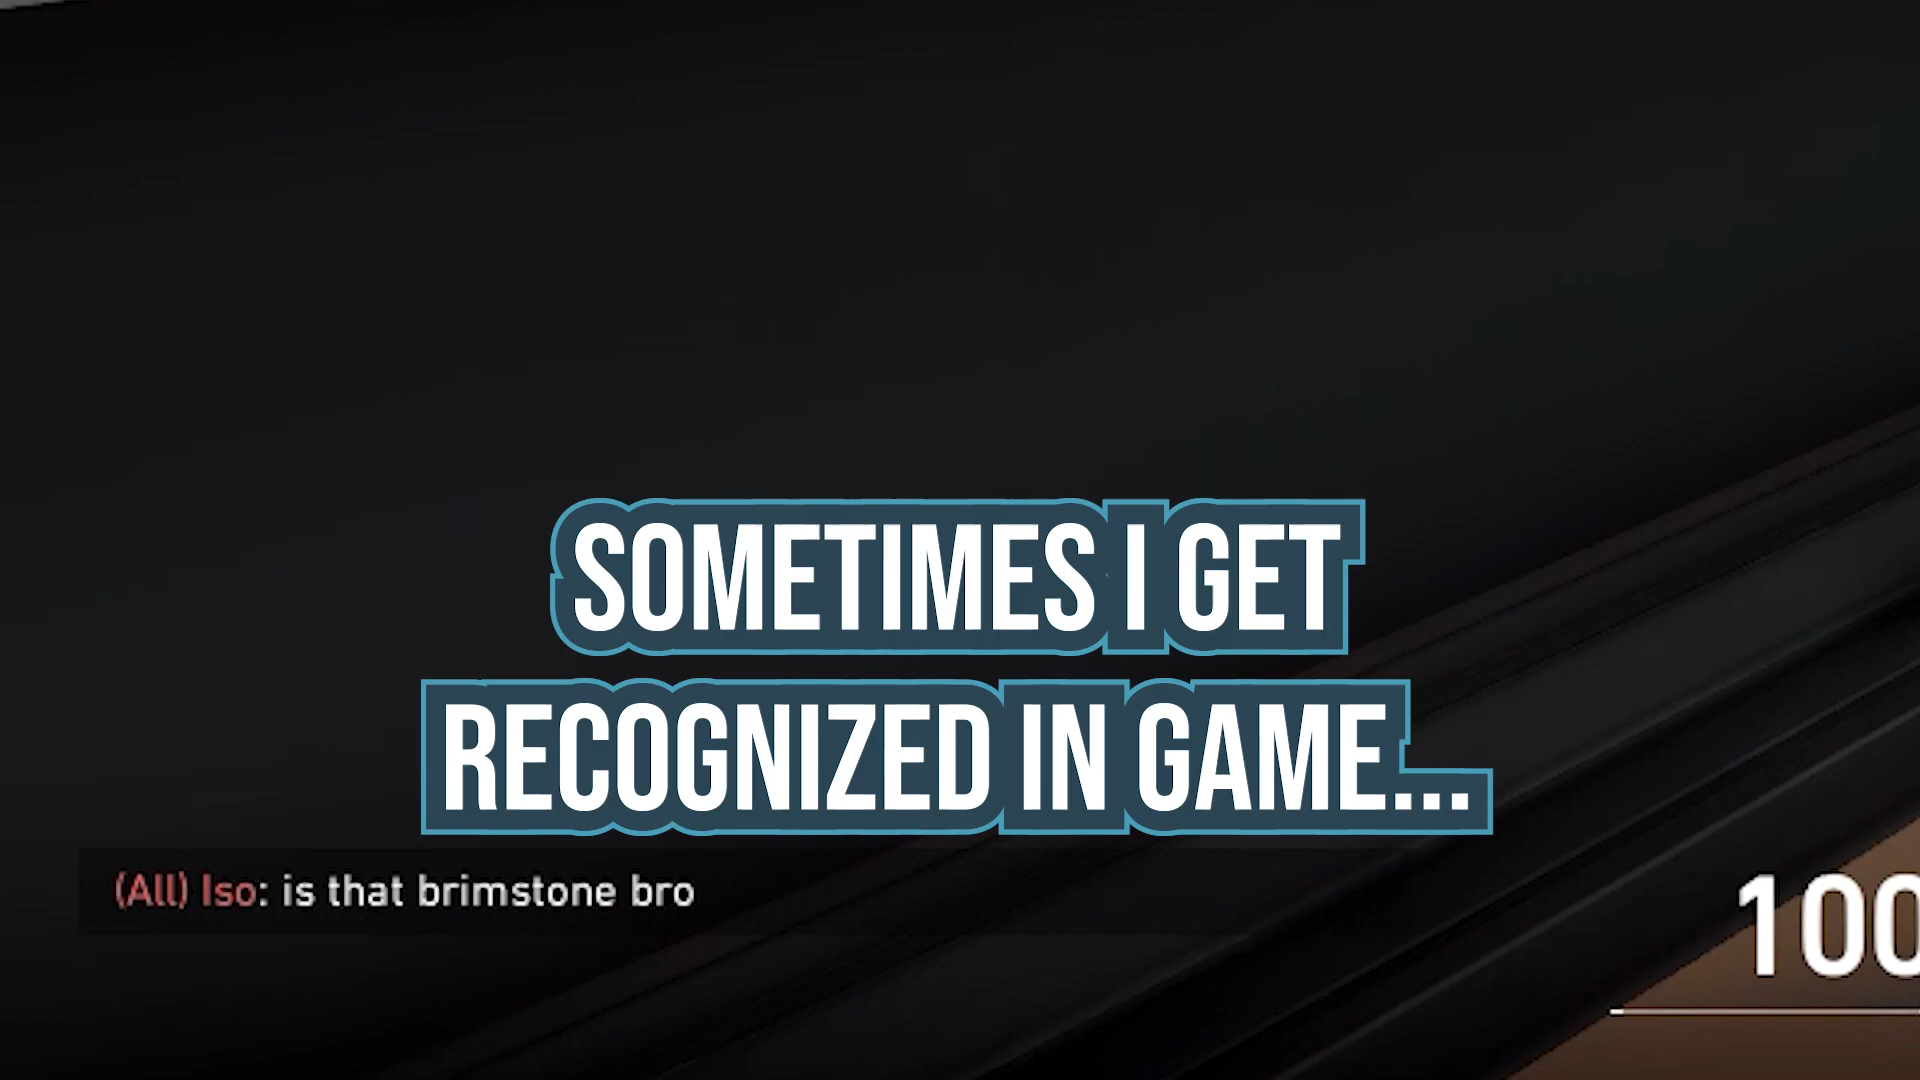 SOMETIMES I GET
RECOGNIZED IN GAME...
(All) Iso: is that brimstone bro
100